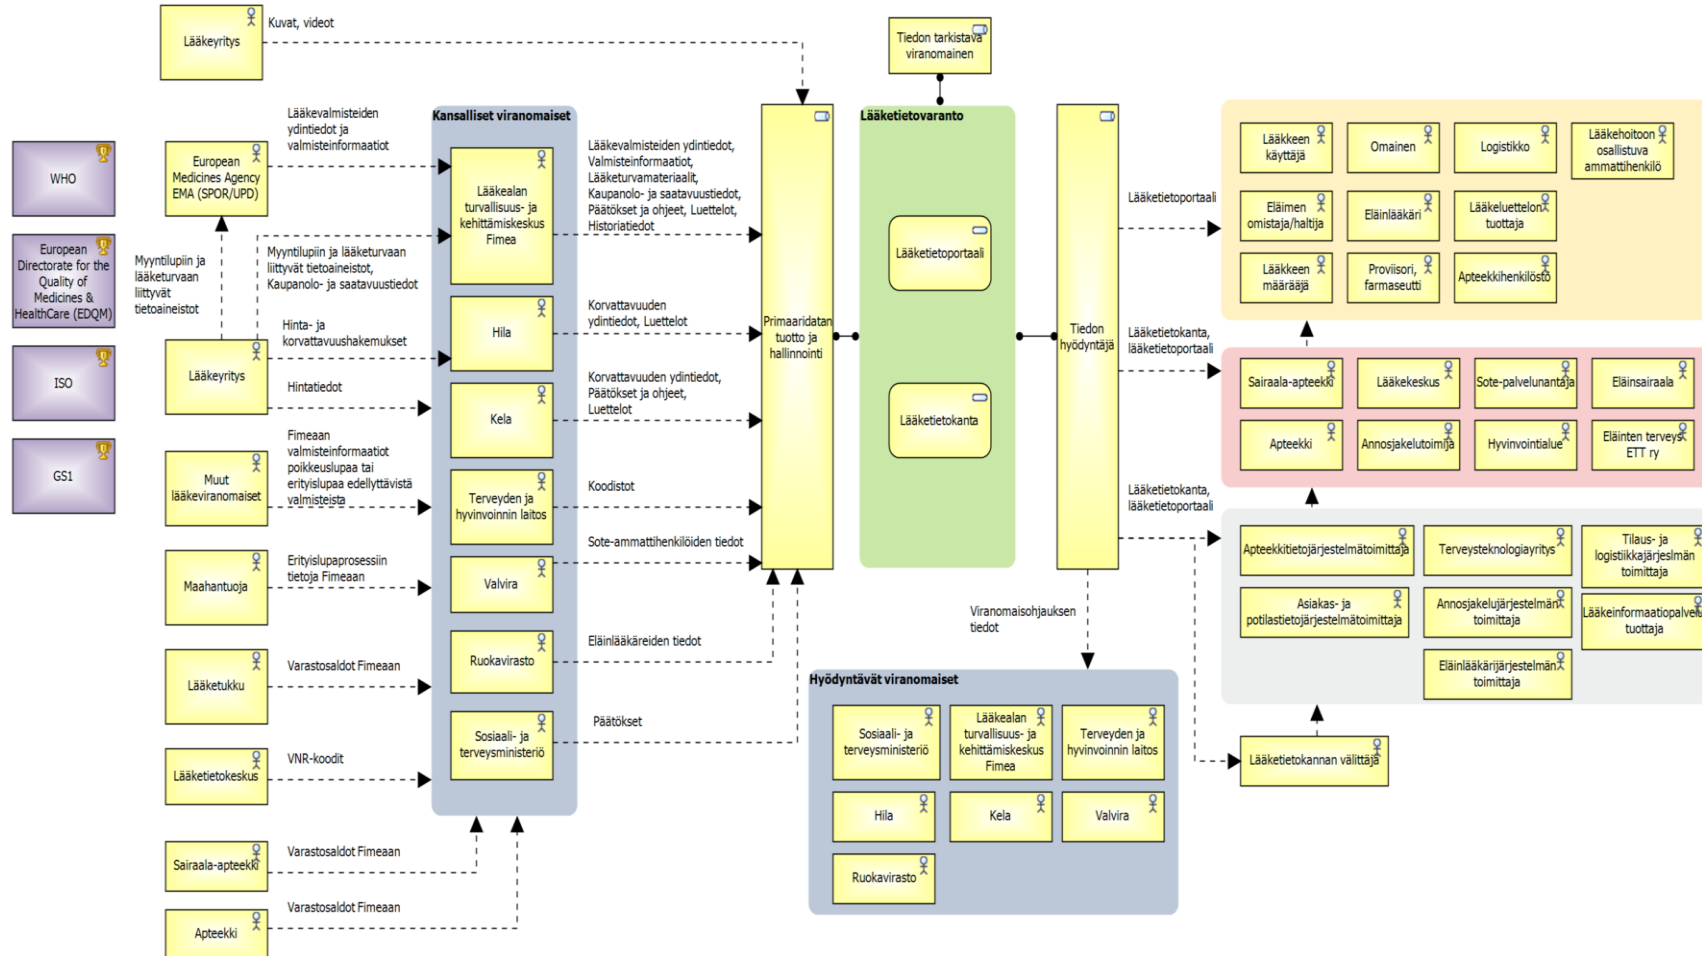 Lääkeyritys
Kuvat, videot
Tiedon tarkistava
viranomainen
WHO
European
Directorate for the
Quality of
Medicines &
HealthCare (EDQM)
ISO
GS1
European
Medicines Agency
EMA (SPOR/UPD)
Lääkevalmisteiden
ydintiedot ja
valmisteinformaatiot
Myyntilupiin ja
lääketurvaan
liittyvät
tietoaineistot
Myyntilupiin ja lääketurvaan
liittyvät tietoaineistot,
Kaupanolo- ja saatavuustiedot
Lääkeyritys
Hinta- ja
korvattavuushakemukset
Hintatiedot
Muut
lääkeviranomaiset
Fimeaan
valmisteinformaatiot
poikkeuslupaa tai
erityislupaa edellyttävistä
valmisteista
Maahantuoja
Erityislupaprosessiin
tietoja Fimeaan
Lääketukku
Varastosaldot Fimeaan
Lääketietokeskus
VNR-koodit
Sairaala-apteekki
Varastosaldot Fimeaan
Apteekki
Varastosaldot Fimeaan
Kansalliset viranomaiset
Lääkealan
turvallisuus- ja
kehittämiskeskus
Fimea
Hila
Kela
Terveyden ja
hyvinvoinnin laitos
Valvira
Ruokavirasto
Sosiaali- ja
terveysministeriö
Lääkevalmisteiden ydintiedot,
Valmisteinformaatiot,
Lääketurvamateriaalit,
Kaupanolo- ja saatavuustiedot,
Päätökset ja ohjeet, Luettelot,
Historiatiedot
Korvattavuuden
ydintiedot, Luettelot
Korvattavuuden ydintiedot,
Päätökset ja ohjeet,
Luettelot
Koodistot
Sote-ammattihenkilöiden tiedot
Eläinlääkäreiden tiedot
Päätökset
Primaaridatan
tuotto ja
hallinnointi
Lääketietovaranto
Lääketietoportaali
Lääketietokanta
Tiedon
hyödyntäjä
Viranomaisohjauksen
tiedot
Hyödyntävät viranomaiset
Sosiaali- ja
terveysministeriö
Lääkealan
turvallisuus- ja
kehittämiskeskus
Fimea
Terveyden ja
hyvinvoinnin laitos
Hila
Kela
Valvira
Ruokavirasto
Lääketietoportaali
Lääketietokanta,
lääketietoportaali
Lääketietokanta,
lääketietoportaali
Lääkkeen
käyttäjä
Omainen
Logistikko
Lääkehoitoon
osallistuva
ammattihenkilö
Eläimen
omistaja/haltija
Eläinlääkäri
Lääkeluettelon
tuottaja
Lääkkeen
määrääjä
Proviisori,
farmaseutti
Apteekkihenkilöstö
Sairaala-apteekki
Lääkekeskus
Sote-palvelunantaja
Eläinsairaala
Apteekki
Annosjakelutoimija
Hyvinvointialue
Eläinten terveys
ETT ry
Apteekkitietojärjestelmätoimittaja
Terveysteknologiayritys
Tilaus- ja
logistiikkajärjeslmän
toimittaja
Asiakas- ja
potilastietojärjestelmätoimittaja
Annosjakelujärjestelmän
toimittaja
Lääkeinformaatiopalvelu
tuottaja
Eläinlääkärijärjestelmän
toimittaja
Lääketietokannan välittäjä